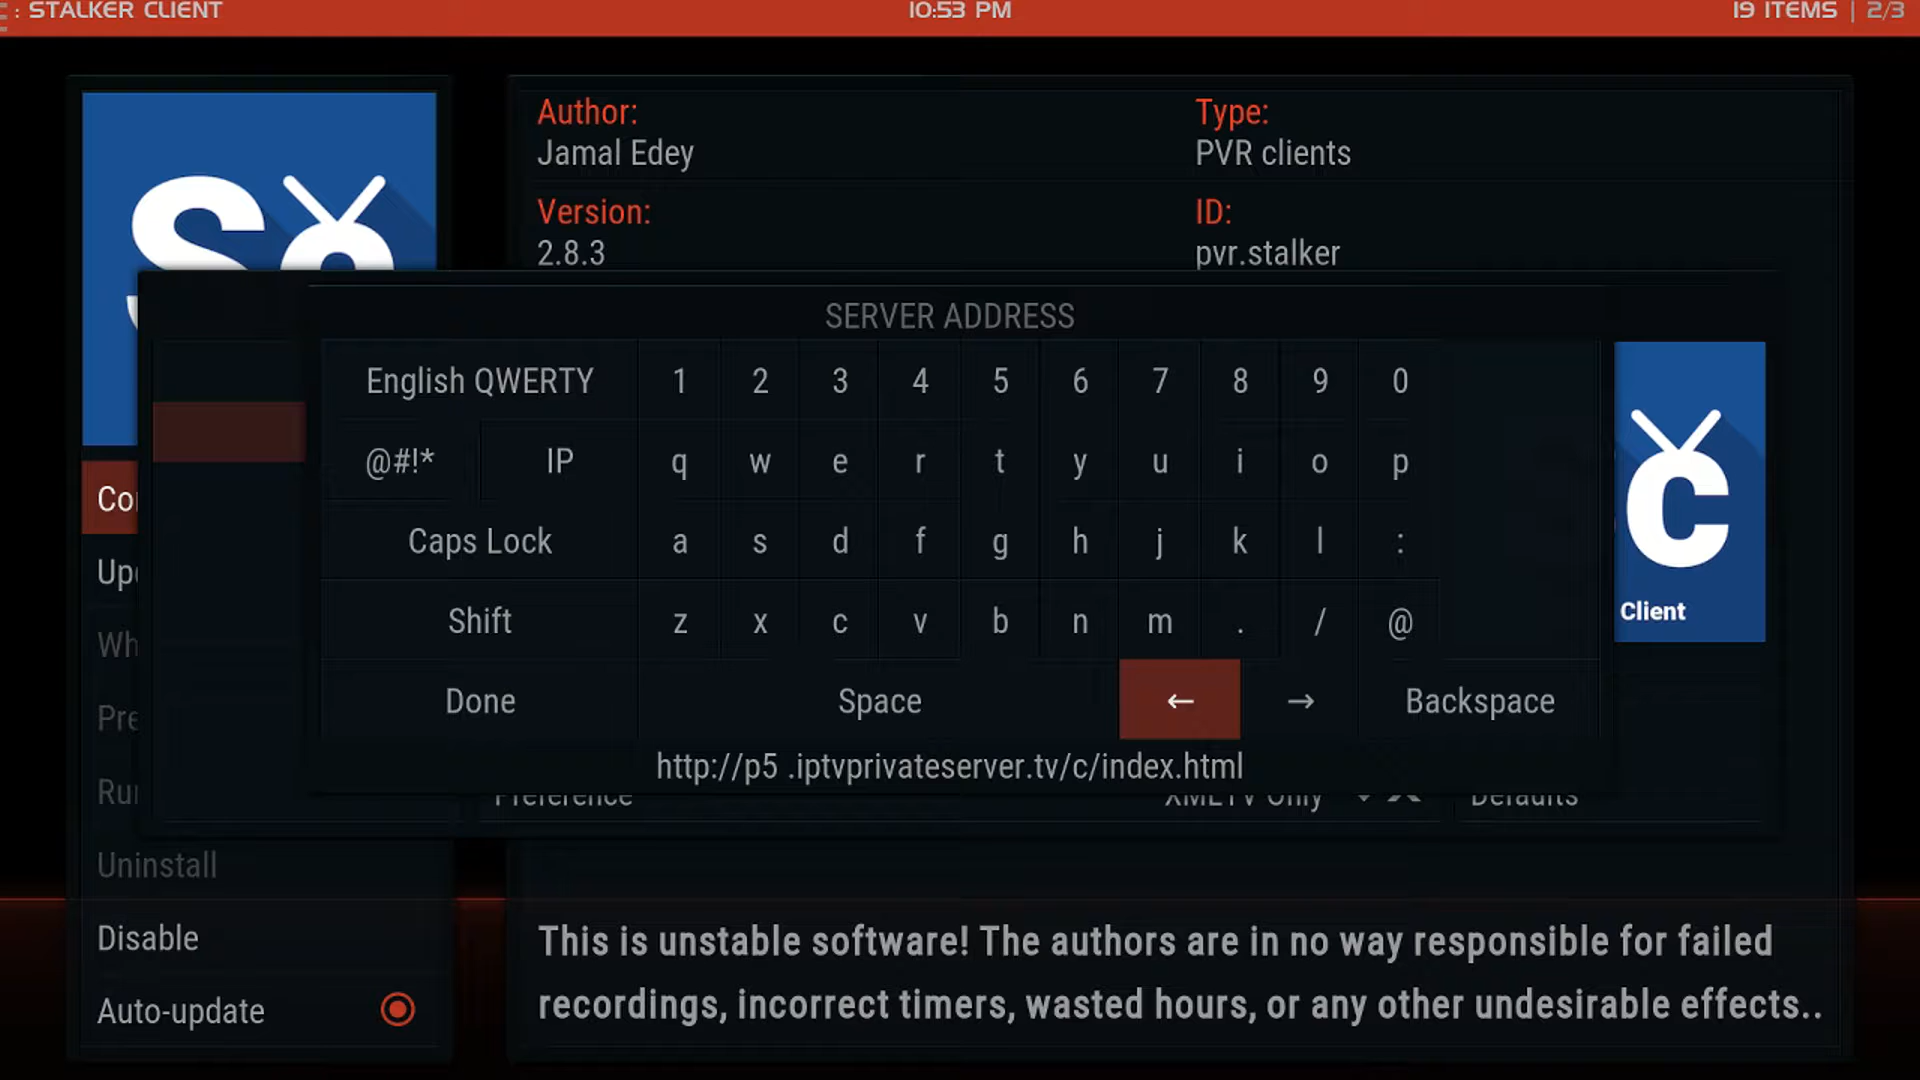 : STALKER CLIENT
10:53 PM
19 ITEMS | 2/3
Author:
Jamal Edey
Type:
PVR clients
Version:
2.8.3
ID:
pvr.stalker
SERVER ADDRESS
English QWERTY 1 2 3 4 5 6 7 8 9 0
@#!* IP q w e r t y u i o p
Caps Lock a s d f g h j k l :
Shift z x c v b n m . / @
Done Space ← → Backspace
http://p5 .iptvprivateserver.tv/c/index.html
C
Client
Preference XMLTV Only Defaults
Uninstall
Disable
Auto-update
This is unstable software! The authors are in no way responsible for failed
recordings, incorrect timers, wasted hours, or any other undesirable effects..